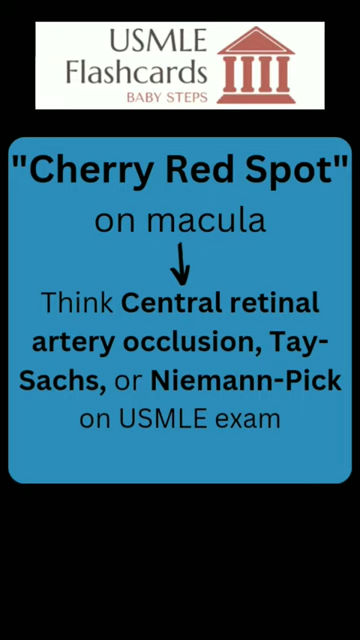 USMLE
Flashcards
BABY STEPS
"Cherry Red Spot"
on macula
Think Central retinal
artery occlusion, Tay-
Sachs, or Niemann-Pick
on USMLE exam